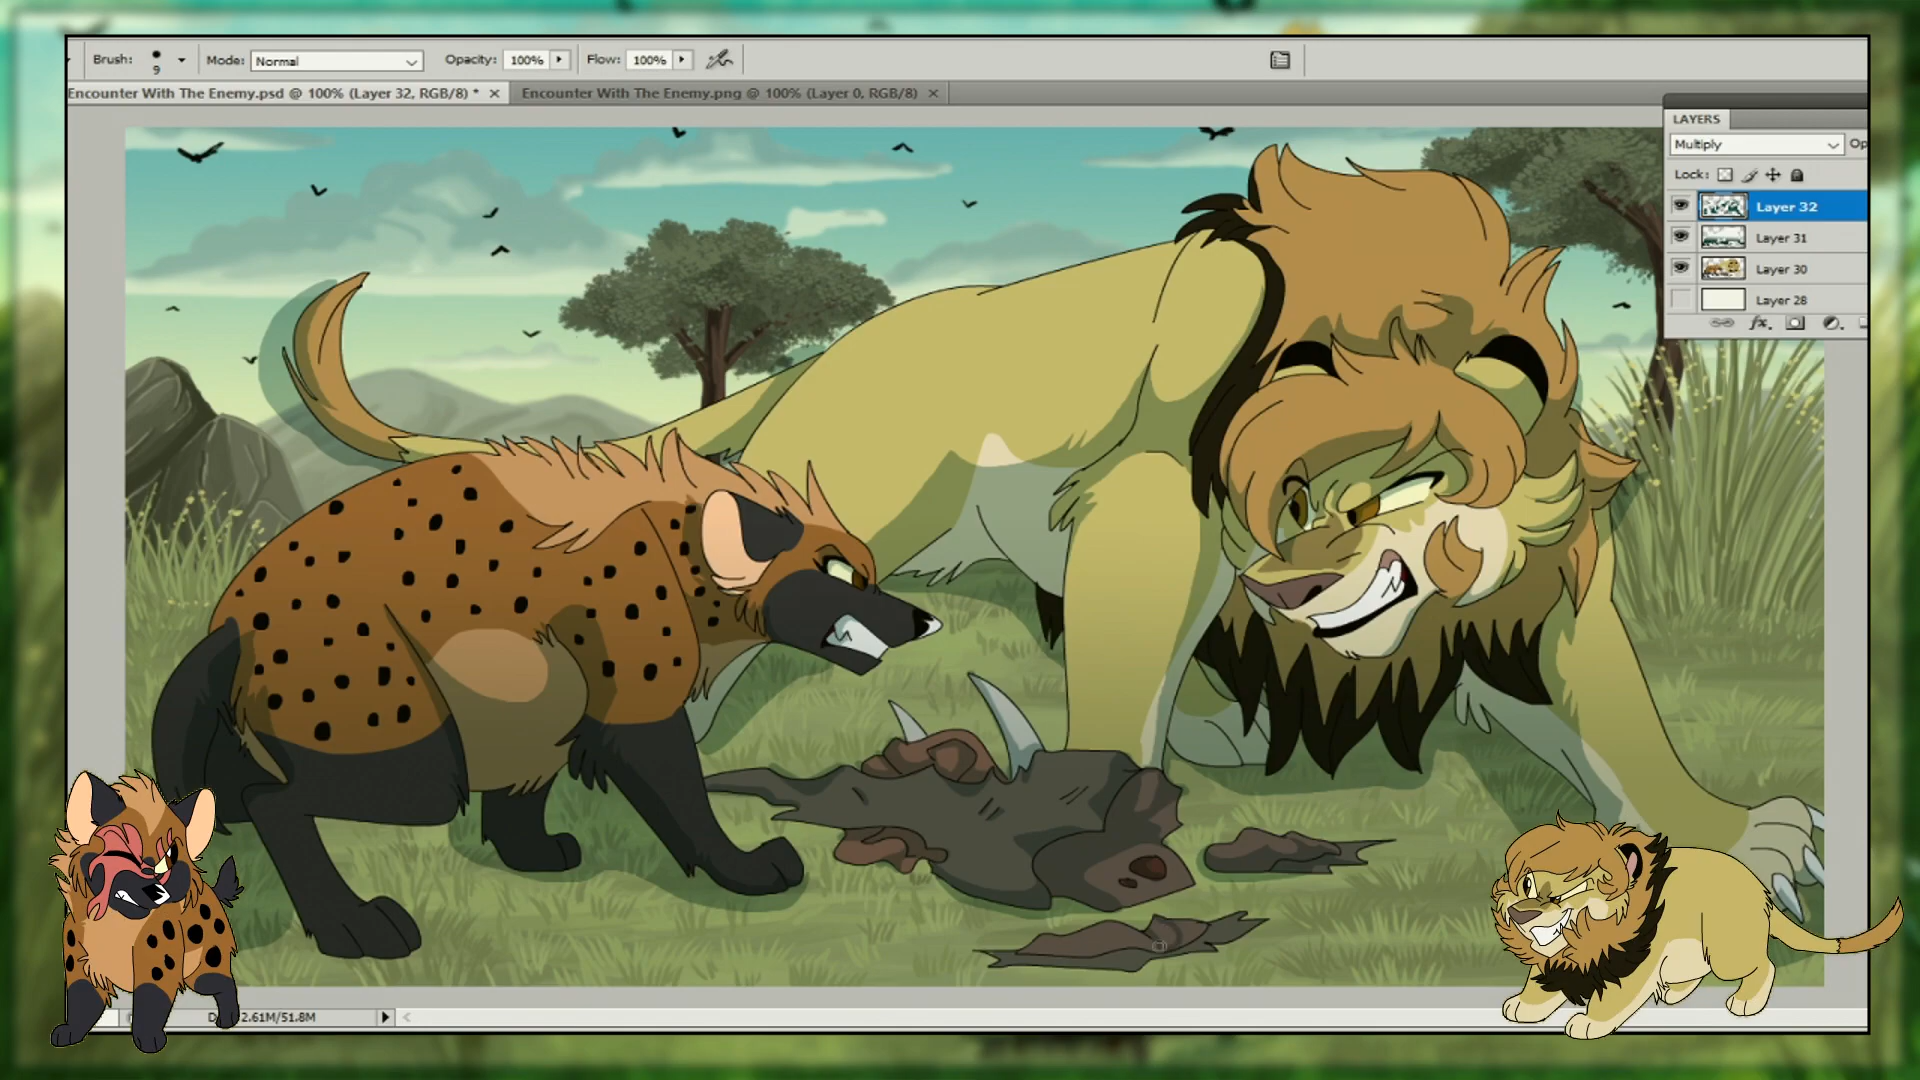 Brush: 9 Mode: Normal Opacity: 100% Flow: 100%
Encounter With The Enemy.psd @ 100% (Layer 32, RGB/8) * Encounter With The Enemy.png @ 100% (Layer 0, RGB/8)
LAYERS
Multiply
Lock:
Layer 32
Layer 31
Layer 30
Layer 28
fx.
2.61M/51.8M